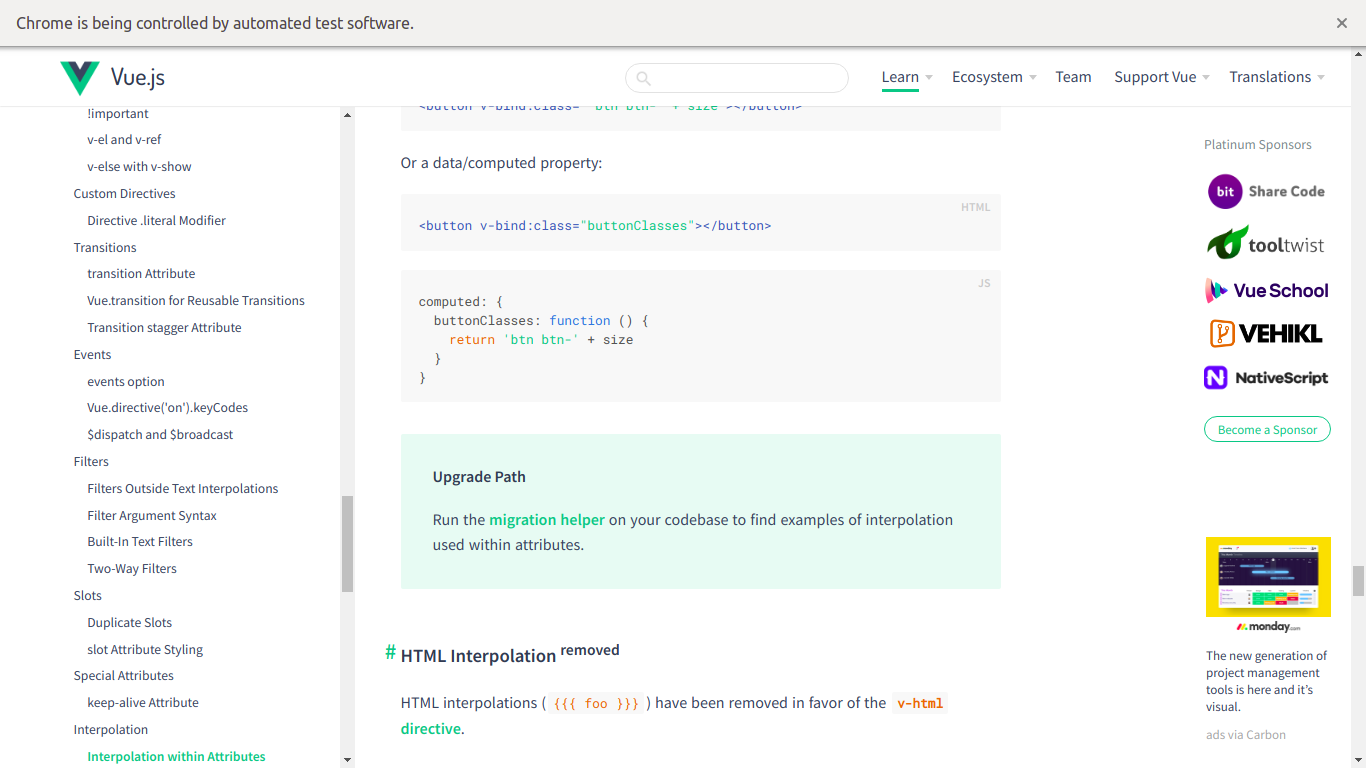 Chrome is being controlled by automated test software.
Vue.js
Learn
Ecosystem
Team
Support Vue
Translations
!important
v-el and v-ref
v-else with v-show
Custom Directives
Directive .literal Modifier
Transitions
transition Attribute
Vue.transition for Reusable Transitions
Transition stagger Attribute
Events
events option
Vue.directive('on').keyCodes
$dispatch and $broadcast
Filters
Filters Outside Text Interpolations
Filter Argument Syntax
Built-In Text Filters
Two-Way Filters
Slots
Duplicate Slots
slot Attribute Styling
Special Attributes
keep-alive Attribute
Interpolation
Interpolation within Attributes
<button v-bind:class="'btn btn-' + size"></button>
Or a data/computed property:
HTML
<button v-bind:class="buttonClasses"></button>
JS
computed: {
buttonClasses: function () {
return 'btn btn-' + size
}
}
Upgrade Path
Run the migration helper on your codebase to find examples of interpolation
used within attributes.
# HTML Interpolation removed
HTML interpolations ( {{{ foo }}} ) have been removed in favor of the v-html
directive.
Platinum Sponsors
bit Share Code
tooltwist
Vue School
VEHIKL
NativeScript
Become a Sponsor
monday.com
The new generation of
project management
tools is here and it's
visual.
ads via Carbon